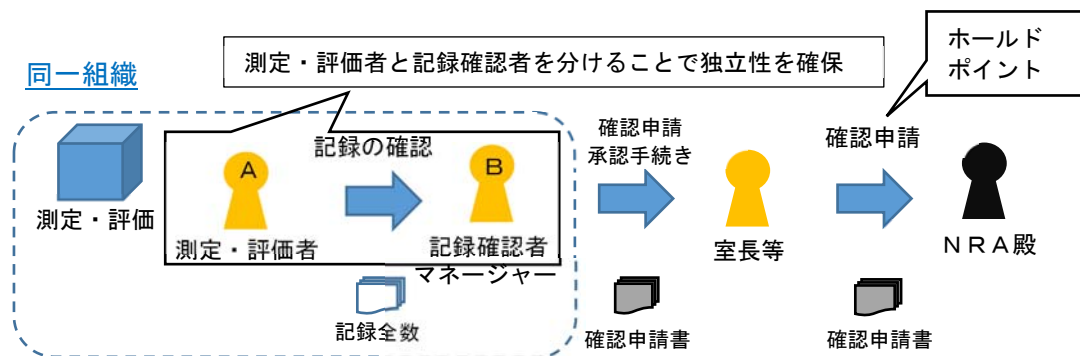 同一組織
測定・評価者と記録確認者を分けることで独立性を確保
ホールド
ポイント
測定・評価
A
測定・評価者
記録の確認
B
記録確認者
マネージャー
記録全数
確認申請
承認手続き
確認申請書
室長等
確認申請
確認申請書
ＮＲＡ殿